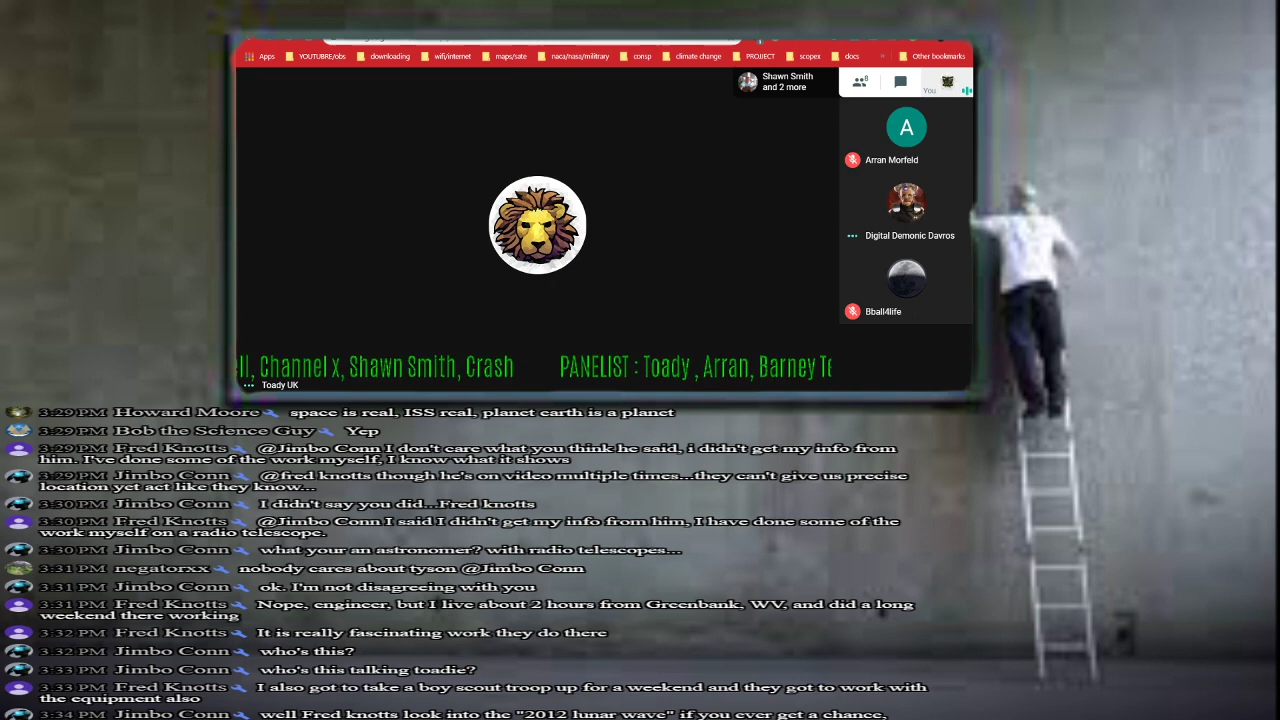 Apps YOUTUBRE/obs downloading wifi/internet maps/sate naca/nasa/militrary consp climate change PROJJECT scopex docs Other bookmarks
Shawn Smith
and 2 more
8
You
A
Arran Morfeld
Digital Demonic Davros
Bball4life
ll, Channel x, Shawn Smith, Crash PANELIST : Toady , Arran, Barney Te
Toady UK
3:29 PM Howard Moore space is real, ISS real, planet earth is a planet
3:29 PM Bob the Science Guy Yep
3:29 PM Fred Knotts @Jimbo Conn I don't care what you think he said, i didn't get my info from
him. I've done some of the work myself, I know what it shows
3:29 PM Jimbo Conn @fred knotts though he's on video multiple times...they can't give us precise
location yet act like they know...
3:30 PM Jimbo Conn I didn't say you did...Fred knotts
3:30 PM Fred Knotts @Jimbo Conn I said I didn't get my info from him, I have done some of the
work myself on a radio telescope.
3:30 PM Jimbo Conn what your an astronomer? with radio telescopes...
3:31 PM negatorxx nobody cares about tyson @Jimbo Conn
3:31 PM Jimbo Conn ok. I'm not disagreeing with you
3:31 PM Fred Knotts Nope, engineer, but I live about 2 hours from Greenbank, WV, and did a long
weekend there working
3:32 PM Fred Knotts It is really fascinating work they do there
3:32 PM Jimbo Conn who's this?
3:33 PM Jimbo Conn who's this talking toadie?
3:33 PM Fred Knotts I also got to take a boy scout troop up for a weekend and they got to work with
the equipment also
3:34 PM Jimbo Conn well Fred knotts look into the "2012 lunar wave" if you ever get a chance,